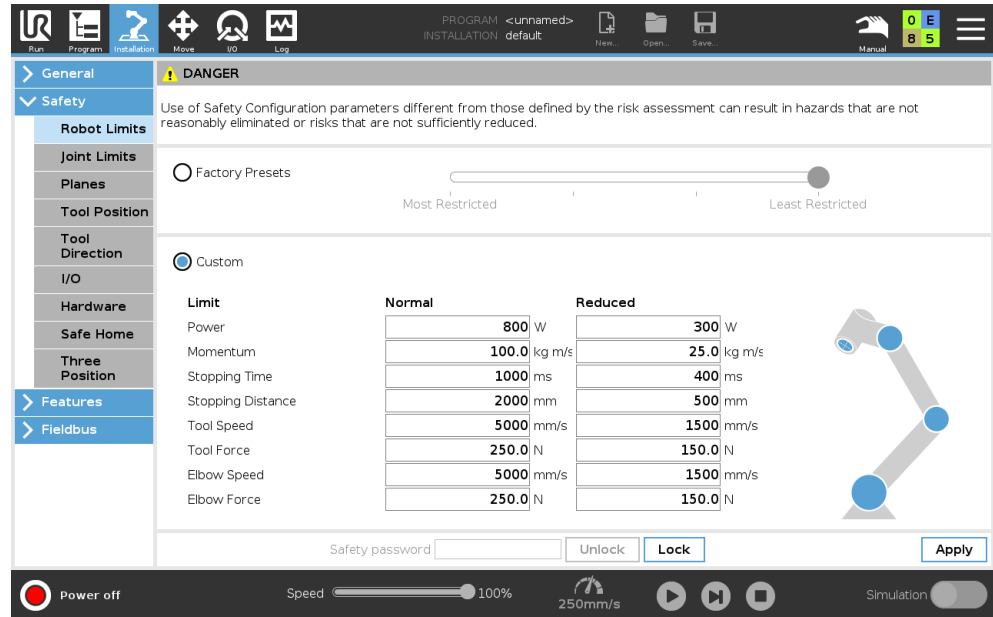 PROGRAM <unnamed>
INSTALLATION default
UR
Run
Program
Installation
Move
I/O
Log
New...
Open...
Save...
Manual
0 E
8 5
General
Safety
Robot Limits
Joint Limits
Planes
Tool Position
Tool
Direction
I/O
Hardware
Safe Home
Three
Position
Features
Fieldbus
! DANGER
Use of Safety Configuration parameters different from those defined by the risk assessment can result in hazards that are not
reasonably eliminated or risks that are not sufficiently reduced.
Factory Presets
Most Restricted Least Restricted
Custom
Limit Normal Reduced
Power 800 W 300 W
Momentum 100.0 kg m/s 25.0 kg m/s
Stopping Time 1000 ms 400 ms
Stopping Distance 2000 mm 500 mm
Tool Speed 5000 mm/s 1500 mm/s
Tool Force 250.0 N 150.0 N
Elbow Speed 5000 mm/s 1500 mm/s
Elbow Force 250.0 N 150.0 N
Safety password Unlock Lock Apply
Power off Speed 100% 250mm/s Simulation